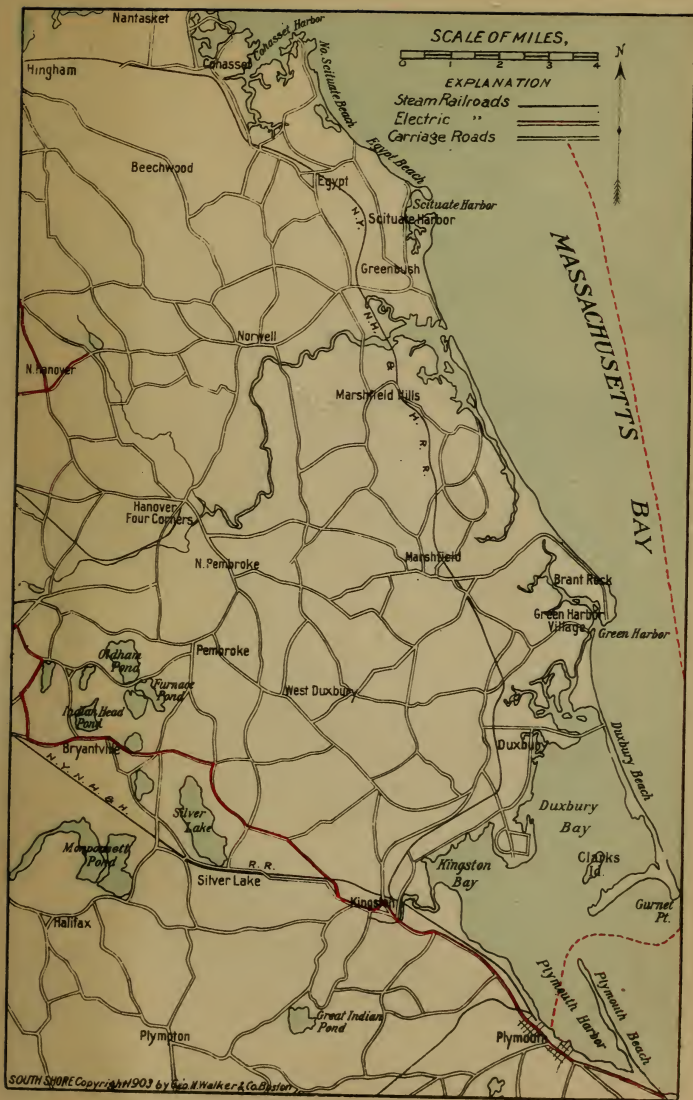 Nantasket
Hingham
Cohasset
Cohasset Harbor
No. Scituate Beach
SCALE OF MILES,
0 1 2 3 4
EXPLANATION
Steam Railroads
Electric "
Carriage Roads
N
Beechwood
Egypt
Egypt Beach
N.Y.
Scituate Harbor
Scituate Harbor
Greenbush
MASSACHUSETTS
BAY
N.H.
&
H.
R.
R.
Norwell
N. Hanover
Marshfield Hills
Hanover
Four Corners
N. Pembroke
Marshfield
Brant Rock
Green Harbor
Village
Green Harbor
Oldham
Pond
Pembroke
Furnace
Pond
West Duxbury
Indian Head
Pond
Bryantville
Duxbury
Duxbury Beach
N.Y. N.H. & H.
R. R.
Silver
Lake
Duxbury
Bay
Monponsett
Pond
Silver Lake
Kingston
Bay
Clarks
Id.
Gurnet
Pt.
Kingston
Halifax
Great Indian
Pond
Plympton
Plymouth
Plymouth Harbor
Plymouth Beach
SOUTH SHORE Copyright 1903 by Geo. H. Walker & Co. Boston